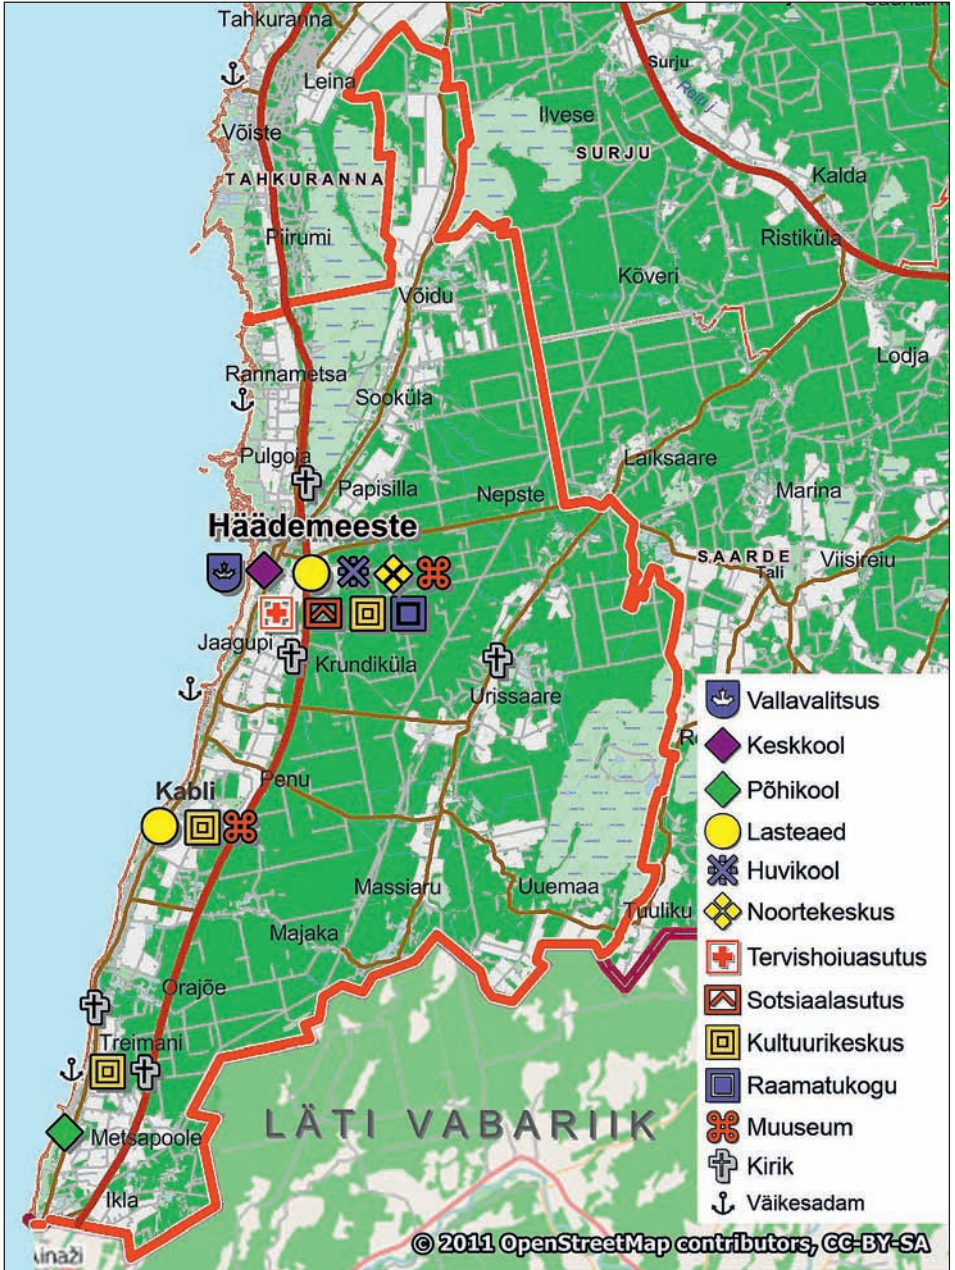 Tahkuranna
Surju
Leina
Reiu j
Ilvese
Võiste
SURJU
TAHKURANNA
Kalda
Piirumi
Ristiküla
Kõveri
Võidu
Lodja
Rannametsa
Sooküla
Pulgoja
Laiksaare
Papisilla
Nepste
Marina
Häädemeeste
SAARDE
Viisireiu
Tali
Jaagupi
Krundiküla
Urissaare
Penu
Kabli
Massiaru
Uuemaa
Tuuliku
Majaka
Orajõe
Treimani
Metsapoole
Ikla
LÄTI VABARIIK
Vallavalitsus
Keskkool
Põhikool
Lasteaed
Huvikool
Noortekeskus
Tervishoiuasutus
Sotsiaalasutus
Kultuurikeskus
Raamatukogu
Muuseum
Kirik
Väikesadam
© 2011 OpenStreetMap contributors, CC-BY-SA